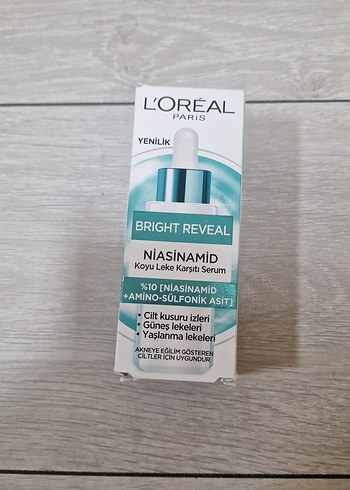 L'ORÉAL
PARIS
YENİLİK
BRIGHT REVEAL
NİASİNAMİD
Koyu Leke Karşıtı Serum
%10 [NİASİNAMİD
+AMİNO-SÜLFONİK ASİT]
• Cilt kusuru izleri
• Güneş lekeleri
• Yaşlanma lekeleri
AKNEYE EĞİLİM GÖSTEREN
CİLTLER İÇİN UYGUNDUR